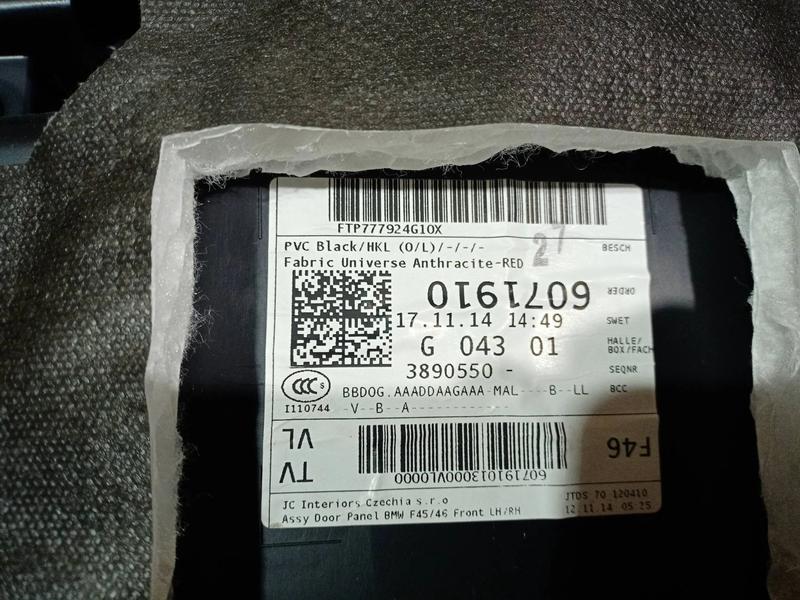 FTP777924G10X
PVC Black/HKL (O/L)/-/-/-
BESCH
Fabric Universe Anthracite-RED
27
6071910
ORDER
17.11.14 14:49
SWET
G 043 01
HALLE/
BOX/FACH
3890550 -
SEQNR
CCC S
BBDOG.AAADDAAGAAA-MAL----B--LL
BCC
I110744
-V--B--A------------
VL
TV
F46
607191013000VL0000
JC Interiors Czechia s.r.o
JTDS 70 120410
Assy Door Panel BMW F45/46 Front LH/RH
12.11.14 05:25